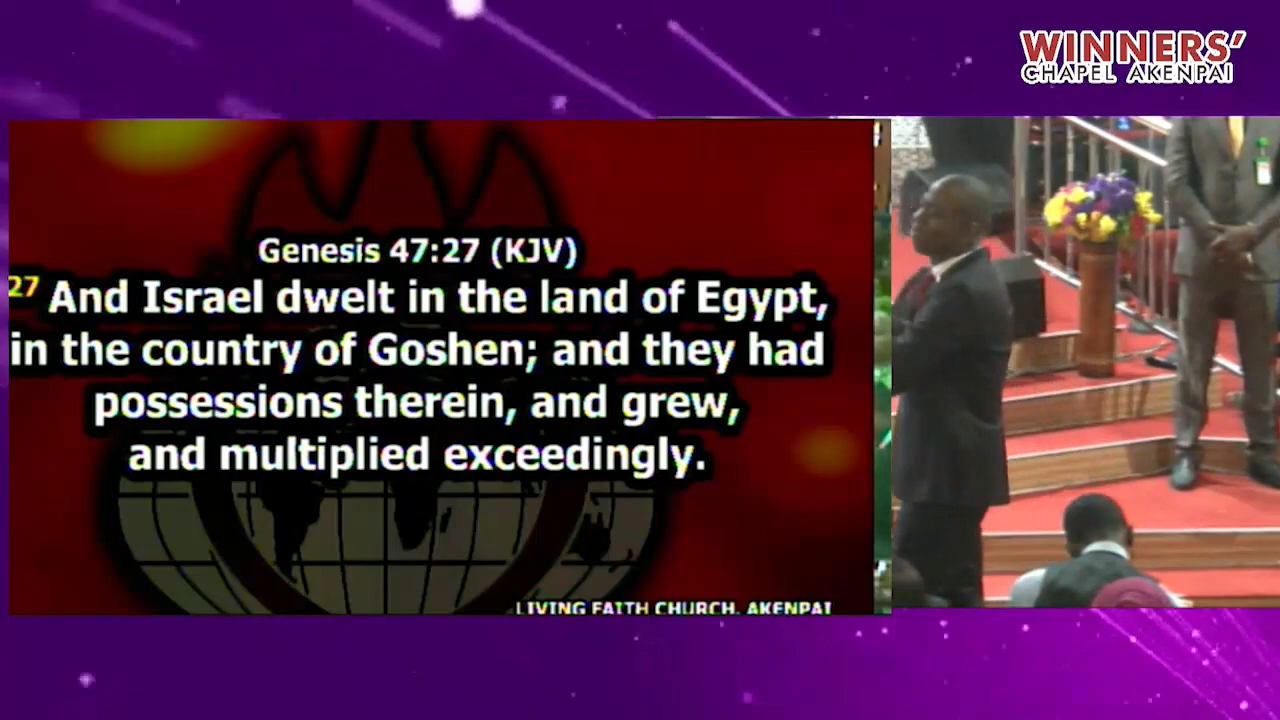 WINNERS'
CHAPEL AKENPAI
Genesis 47:27 (KJV)
27 And Israel dwelt in the land of Egypt,
in the country of Goshen; and they had
possessions therein, and grew,
and multiplied exceedingly.
LIVING FAITH CHURCH, AKENPAI